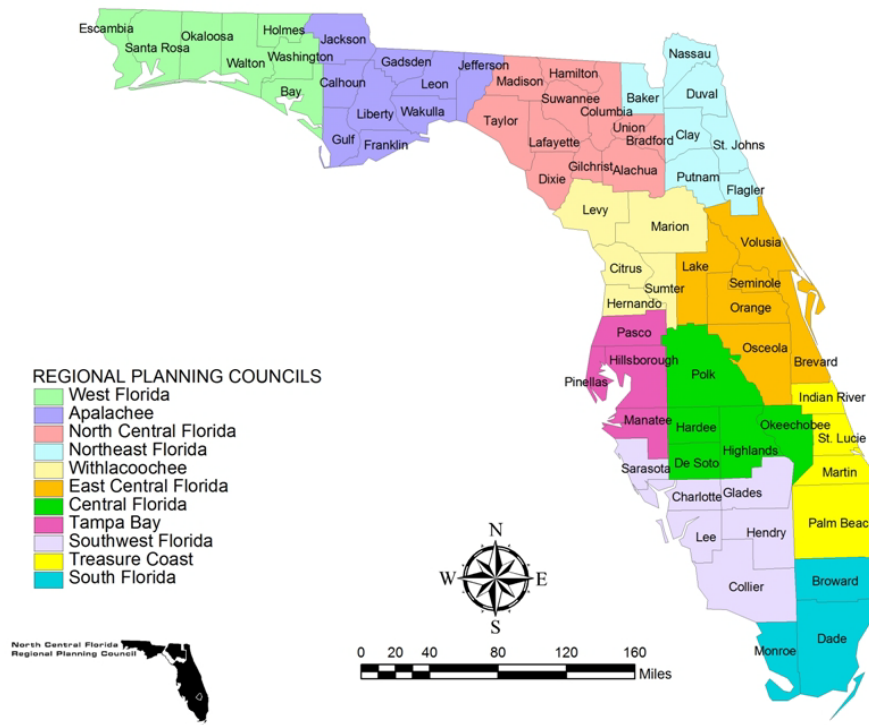 Escambia
Santa Rosa
Okaloosa
Holmes
Walton
Washington
Bay
Jackson
Calhoun
Gadsden
Leon
Jefferson
Liberty
Wakulla
Gulf
Franklin
Madison
Hamilton
Suwannee
Columbia
Taylor
Lafayette
Union
Bradford
Gilchrist
Dixie
Alachua
Nassau
Baker
Duval
Clay
St. Johns
Putnam
Flagler
Levy
Marion
Citrus
Sumter
Hernando
Lake
Volusia
Seminole
Orange
Osceola
Brevard
Pasco
Hillsborough
Pinellas
Manatee
Polk
Hardee
Okeechobee
De Soto
Highlands
Indian River
St. Lucie
Martin
Palm Beac
Sarasota
Charlotte
Glades
Lee
Hendry
Collier
Broward
Monroe
Dade
REGIONAL PLANNING COUNCILS
West Florida
Apalachee
North Central Florida
Northeast Florida
Withlacoochee
East Central Florida
Central Florida
Tampa Bay
Southwest Florida
Treasure Coast
South Florida
N
W E
S
North Central Florida
Regional Planning Council
0 20 40 80 120 160
Miles